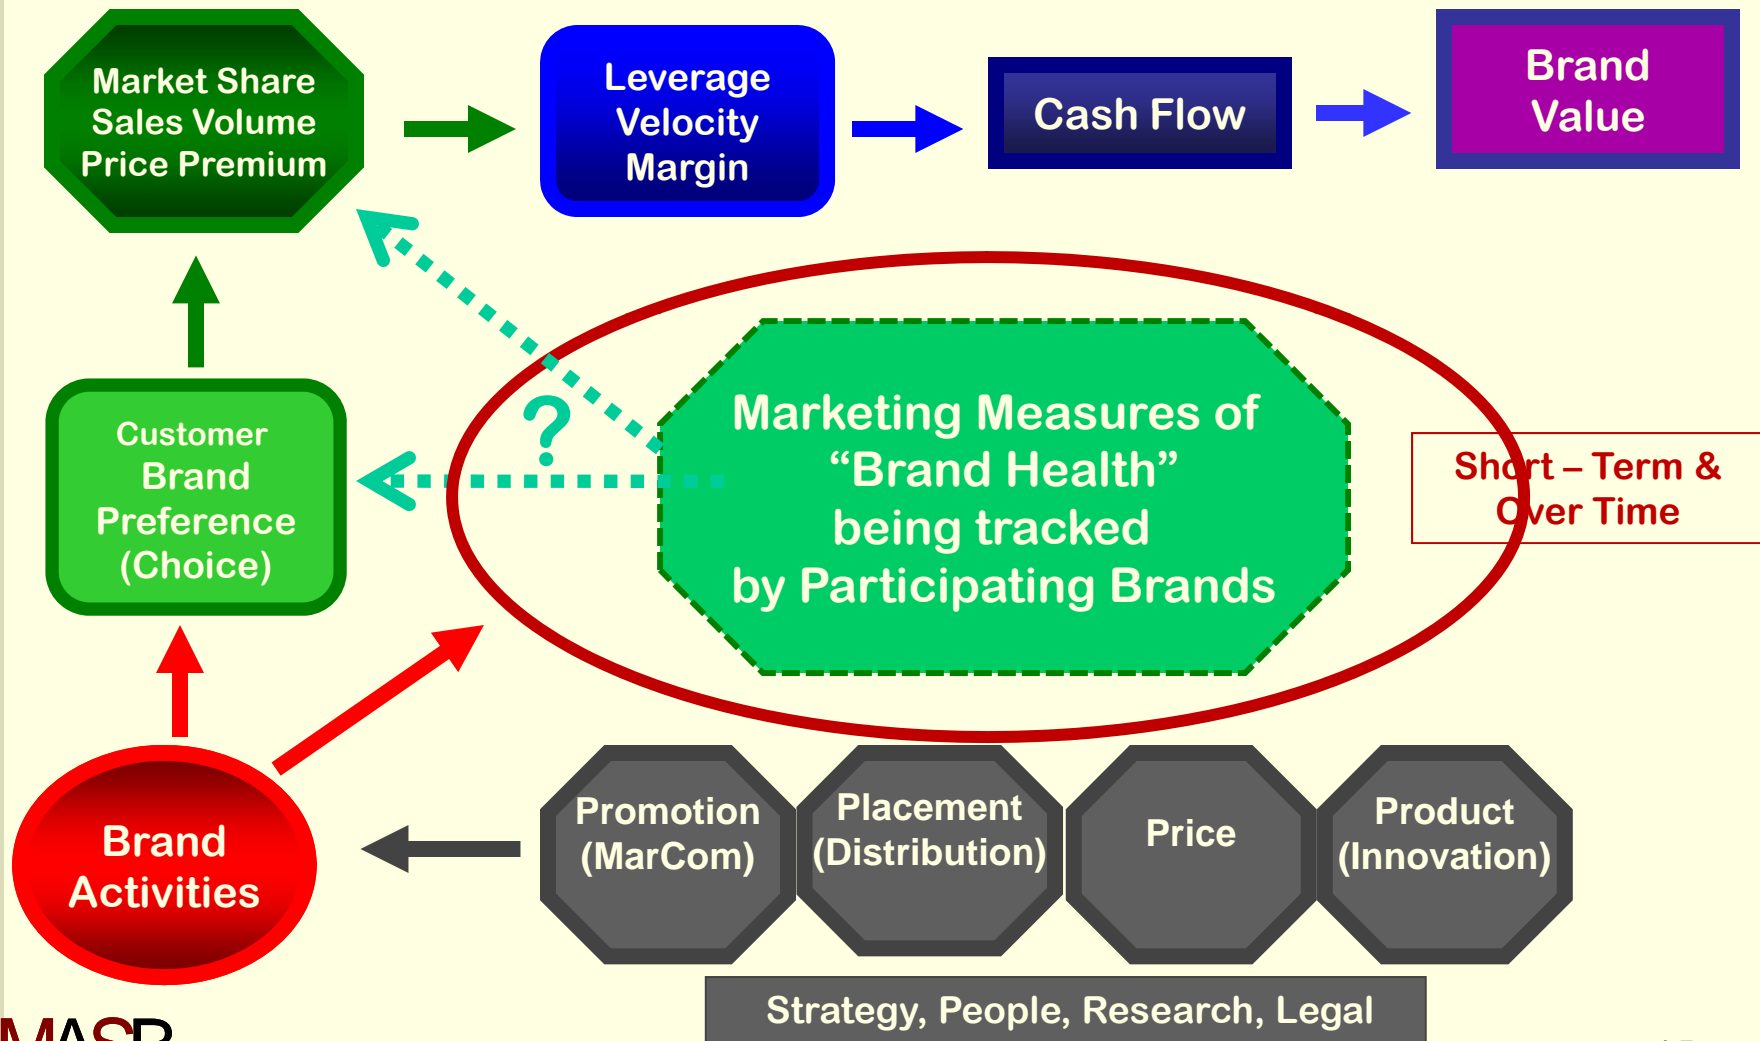 Market Share
Sales Volume
Price Premium
Leverage
Velocity
Margin
Cash Flow
Brand
Value
Customer
Brand
Preference
(Choice)
?
Marketing Measures of
“Brand Health”
being tracked
by Participating Brands
Short – Term &
Over Time
Brand
Activities
Promotion
(MarCom)
Placement
(Distribution)
Price
Product
(Innovation)
Strategy, People, Research, Legal
MASB